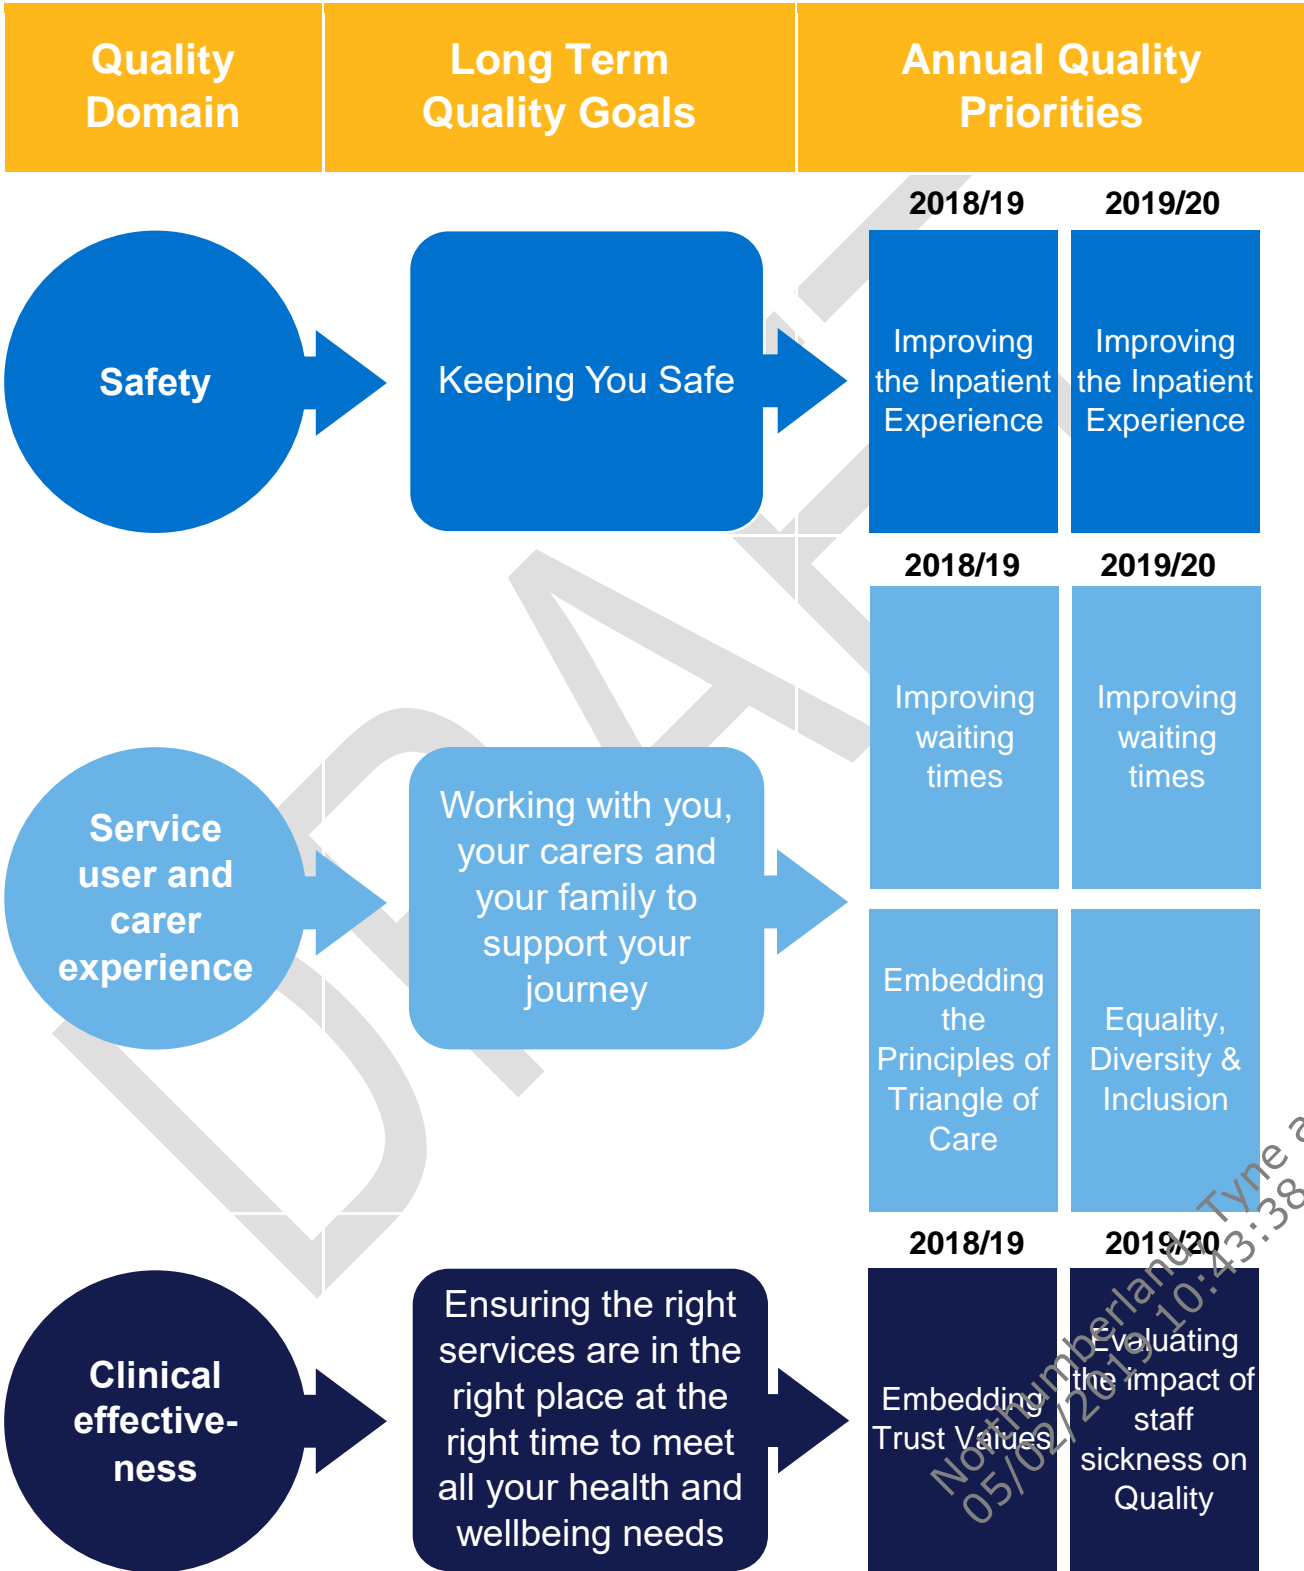 Quality
Domain
Long Term
Quality Goals
Annual Quality
Priorities
2018/19
2019/20
Safety
Keeping You Safe
Improving
the Inpatient
Experience
Improving
the Inpatient
Experience
2018/19
2019/20
Service
user and
carer
experience
Working with you,
your carers and
your family to
support your
journey
Improving
waiting
times
Improving
waiting
times
Embedding
the
Principles of
Triangle of
Care
Equality,
Diversity &
Inclusion
2018/19
2019/20
Clinical
effective-
ness
Ensuring the right
services are in the
right place at the
right time to meet
all your health and
wellbeing needs
Embedding
Trust Values
Evaluating
the impact of
staff
sickness on
Quality
DRAFT
Northumberland, Tyne a
05/02/2019 10:43:38